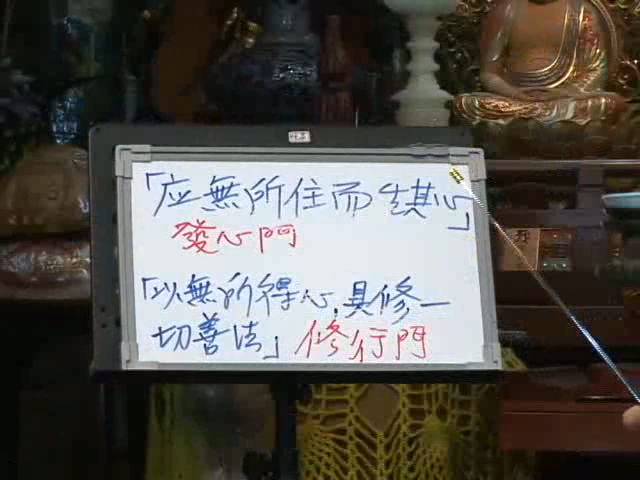 「应無所住而生其心」
發心門
「以無所得心,具修一
切善法」修行門